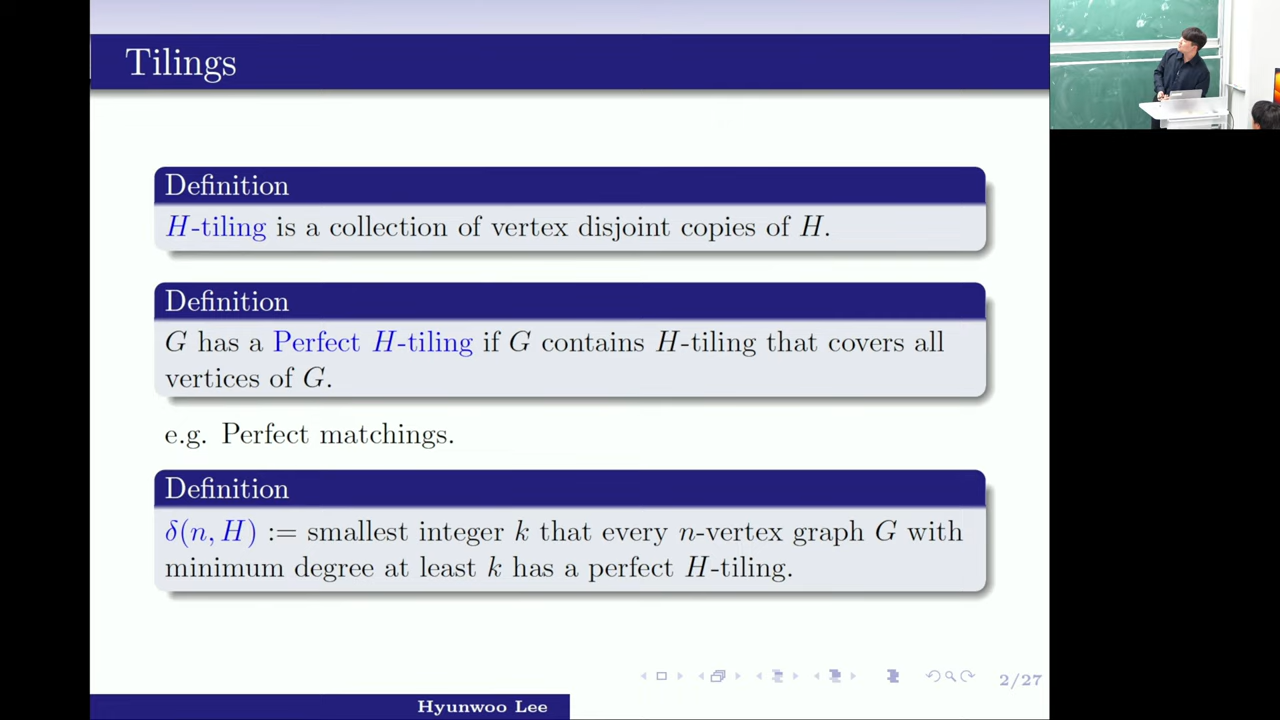 Tilings
Definition
H-tiling is a collection of vertex disjoint copies of H.
Definition
G has a Perfect H-tiling if G contains H-tiling that covers all
vertices of G.
e.g. Perfect matchings.
Definition
δ(n, H) := smallest integer k that every n-vertex graph G with
minimum degree at least k has a perfect H-tiling.
2/27
Hyunwoo Lee